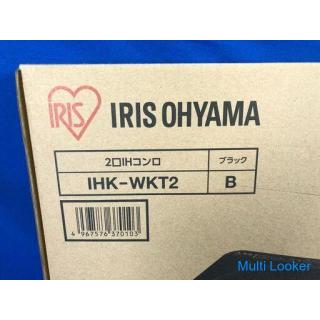 IRIS
IRIS OHYAMA
2口IHコンロ
ブラック
IHK-WKT2
B
4 967576 370103
Multi Looker